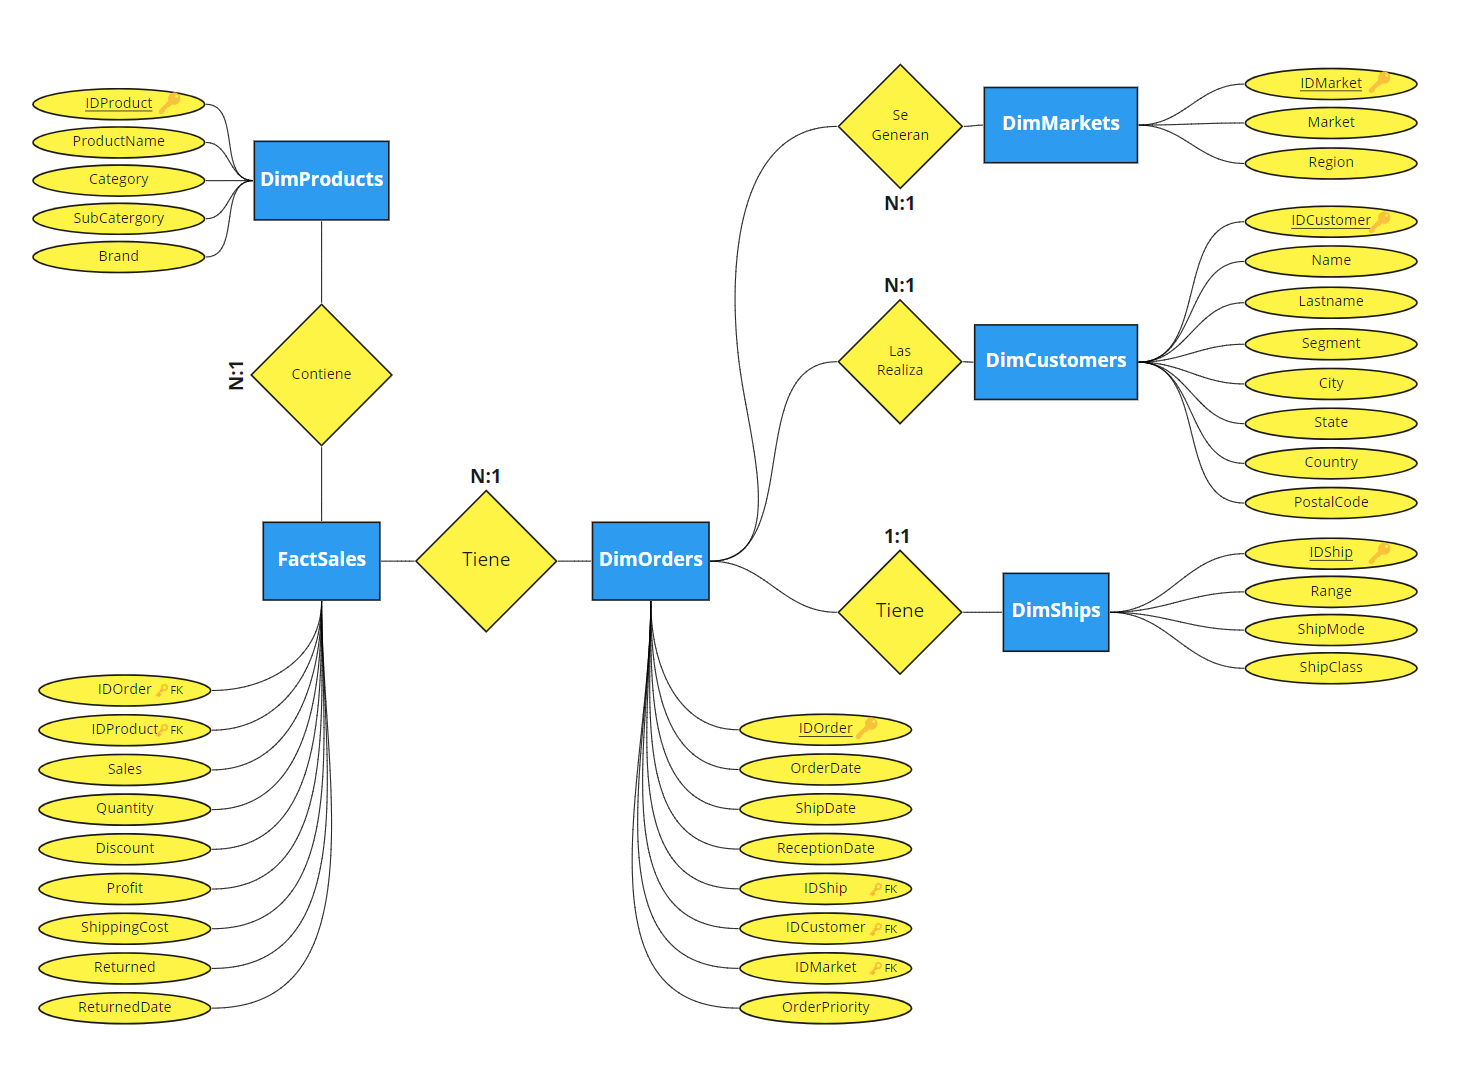 IDProduct
ProductName
Category
SubCatergory
Brand
DimProducts
Contiene
N:1
FactSales
IDOrder FK
IDProduct FK
Sales
Quantity
Discount
Profit
ShippingCost
Returned
ReturnedDate
N:1
Tiene
DimOrders
IDOrder
OrderDate
ShipDate
ReceptionDate
IDShip FK
IDCustomer FK
IDMarket FK
OrderPriority
Se
Generan
N:1
DimMarkets
IDMarket
Market
Region
N:1
Las
Realiza
DimCustomers
IDCustomer
Name
Lastname
Segment
City
State
Country
PostalCode
1:1
Tiene
DimShips
IDShip
Range
ShipMode
ShipClass